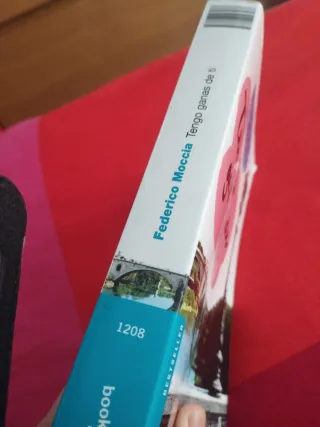 Federico Moccia Tengo ganas de ti
1208
book
BESTSELLER